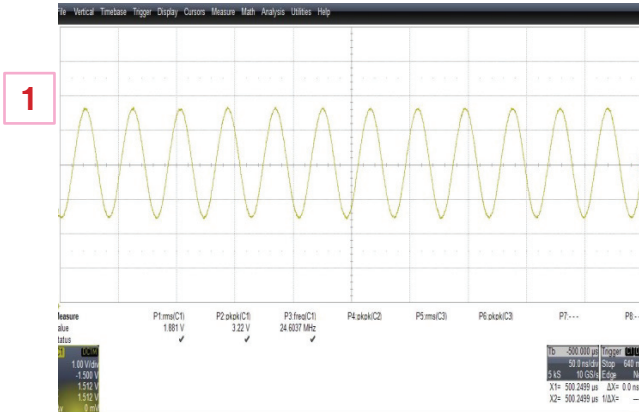 File Vertical Timebase Trigger Display Cursors Measure Math Analysis Utilities Help
1
Measure P1:rms(C1) P2:pkpk(C1) P3:freq(C1) P4:pkpk(C2) P5:rms(C3) P6:pkpk(C3) P7:--- P8:--
value 1.881 V 3.22 V 24.6037 MHz
status ✓ ✓ ✓
C1 DC1M
1.00 V/div
-1.500 V
1.512 V
1.512 V
0 mV
Tb -500.000 µs Trigger
50.0 ns/div Stop 640 m
5 kS 10 GS/s Edge
X1= 500.2499 µs ΔX= 0.0 ns
X2= 500.2499 µs 1/ΔX=